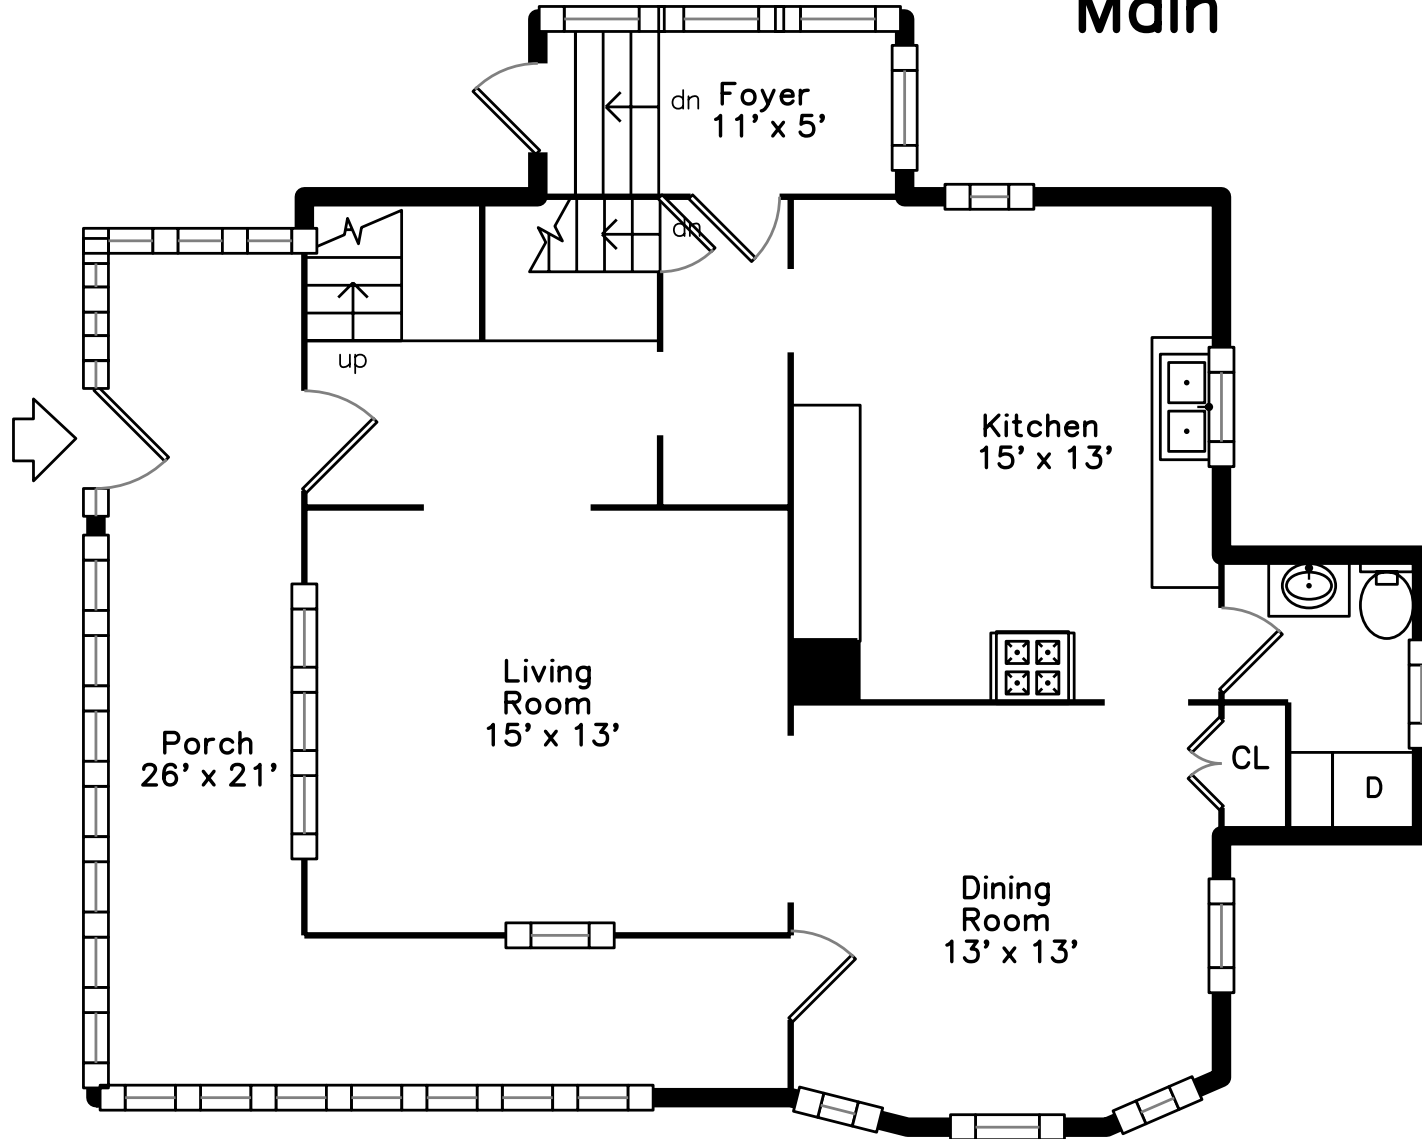 Main
dn
Foyer
11' x 5'
dn
up
Kitchen
15' x 13'
Living
Room
15' x 13'
Porch
26' x 21'
CL
D
Dining
Room
13' x 13'